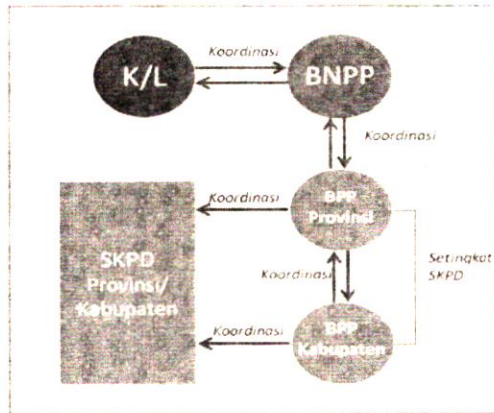 Koordinasi
K/L
BNPP
Koordinasi
BPP
Provinsi
Koordinasi
SKPD
Provinsi/
Kabupaten
Setingkat
SKPD
Koordinasi
BPP
Kabupaten
Koordinasi